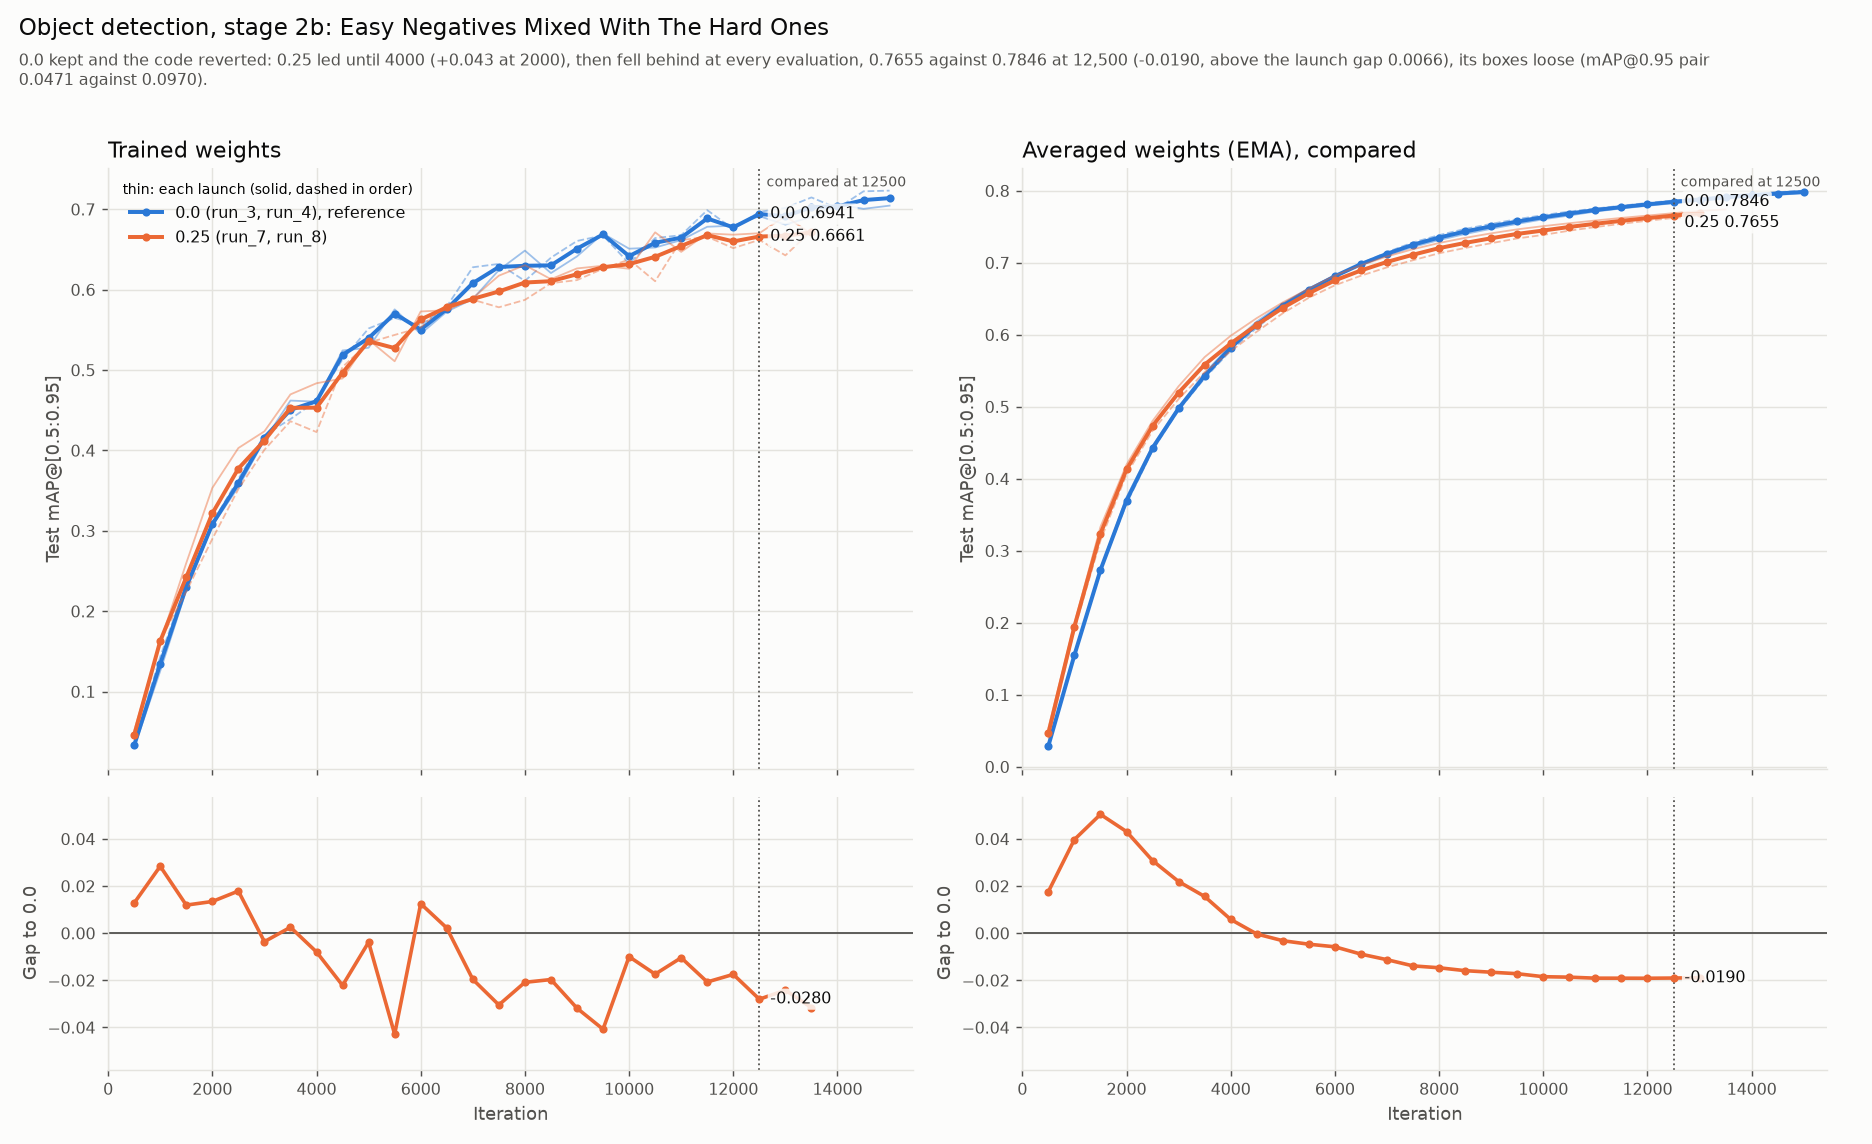 Object detection, stage 2b: Easy Negatives Mixed With The Hard Ones
0.0 kept and the code reverted: 0.25 led until 4000 (+0.043 at 2000), then fell behind at every evaluation, 0.7655 against 0.7846 at 12,500 (-0.0190, above the launch gap 0.0066), its boxes loose (mAP@0.95 pair
0.0471 against 0.0970).
Trained weights
thin: each launch (solid, dashed in order)
0.0 (run_3, run_4), reference
0.25 (run_7, run_8)
compared at 12500
0.0 0.6941
0.25 0.6661
Test mAP@[0.5:0.95]
0.7
0.6
0.5
0.4
0.3
0.2
0.1
Averaged weights (EMA), compared
compared at 12500
0.0 0.7846
0.25 0.7655
Test mAP@[0.5:0.95]
0.8
0.7
0.6
0.5
0.4
0.3
0.2
0.1
0.0
Gap to 0.0
0.04
0.02
0.00
−0.02
−0.04
-0.0280
0 2000 4000 6000 8000 10000 12000 14000
Iteration
Gap to 0.0
0.04
0.02
0.00
−0.02
−0.04
-0.0190
0 2000 4000 6000 8000 10000 12000 14000
Iteration